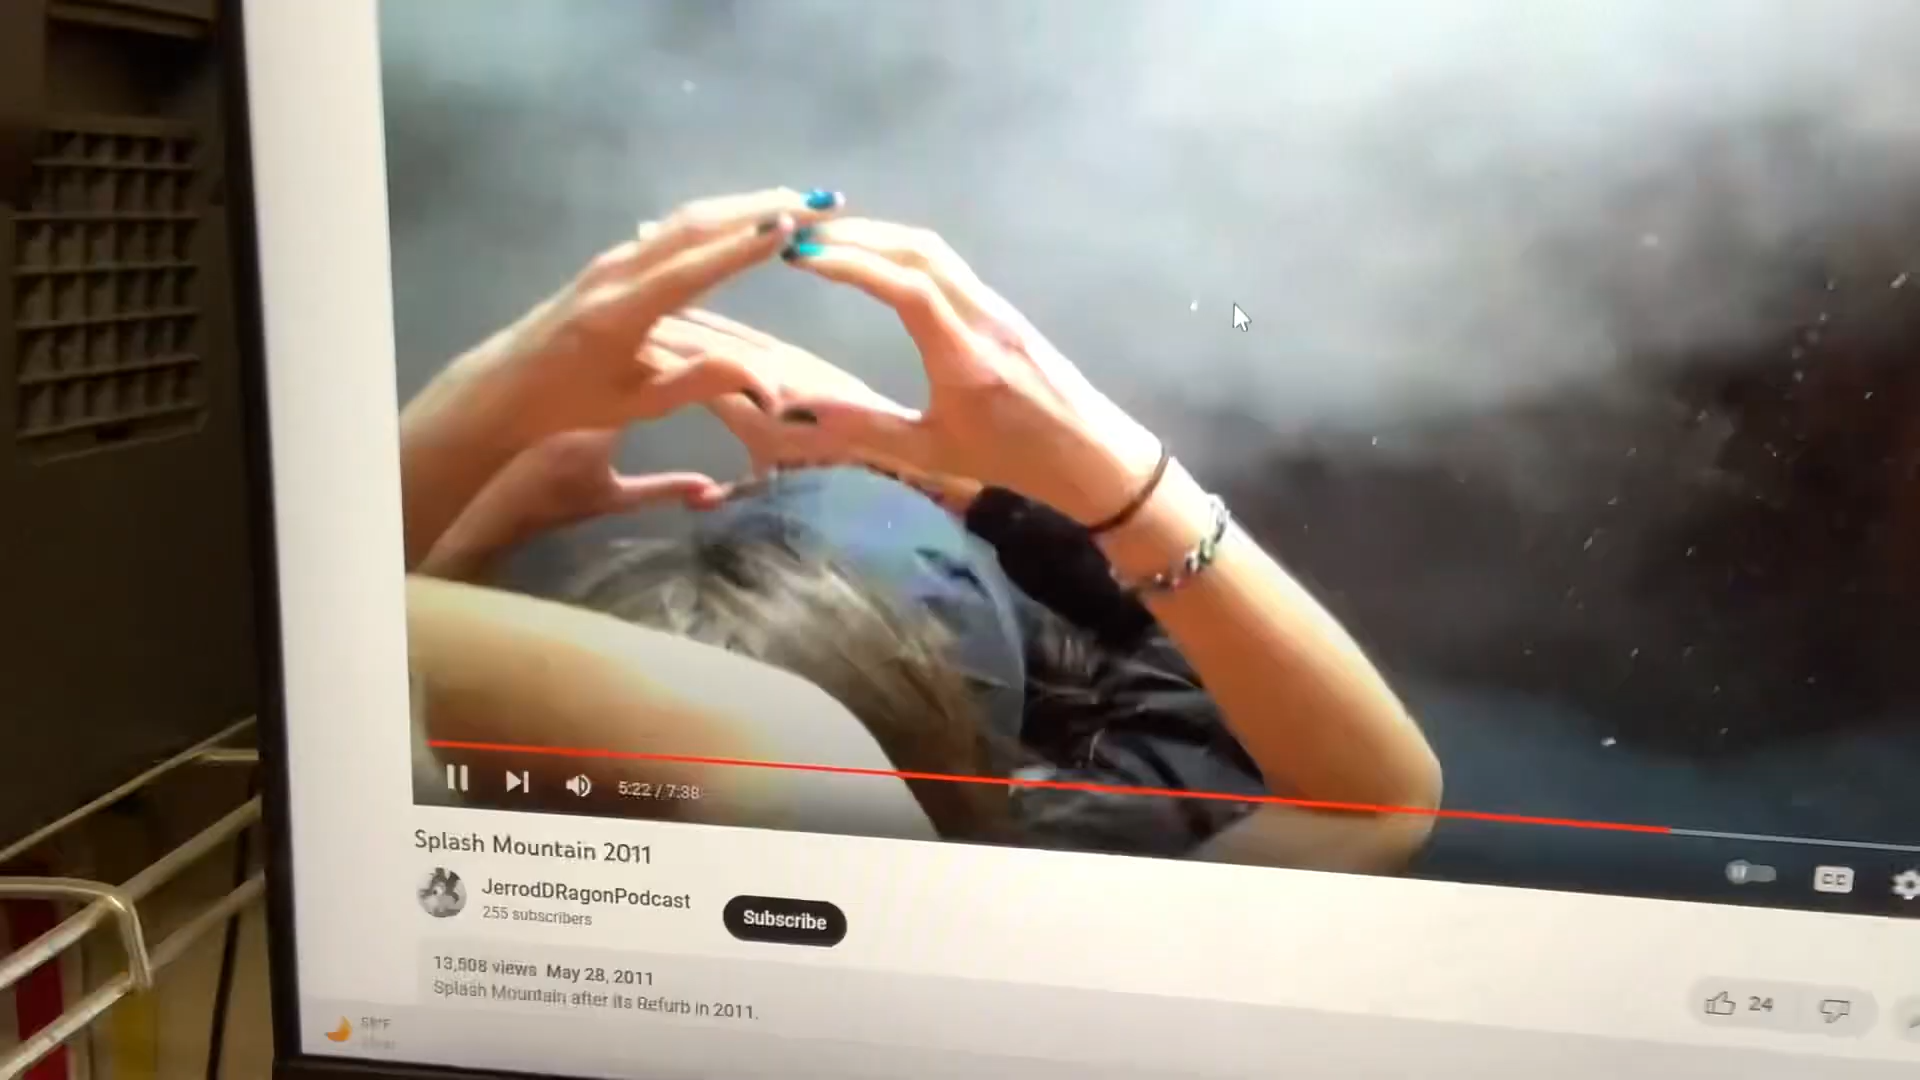 5:22 / 7:38
CC
Splash Mountain 2011
JerrodDRagonPodcast
255 subscribers
Subscribe
13,508 views May 28, 2011
Splash Mountain after its Refurb in 2011.
24